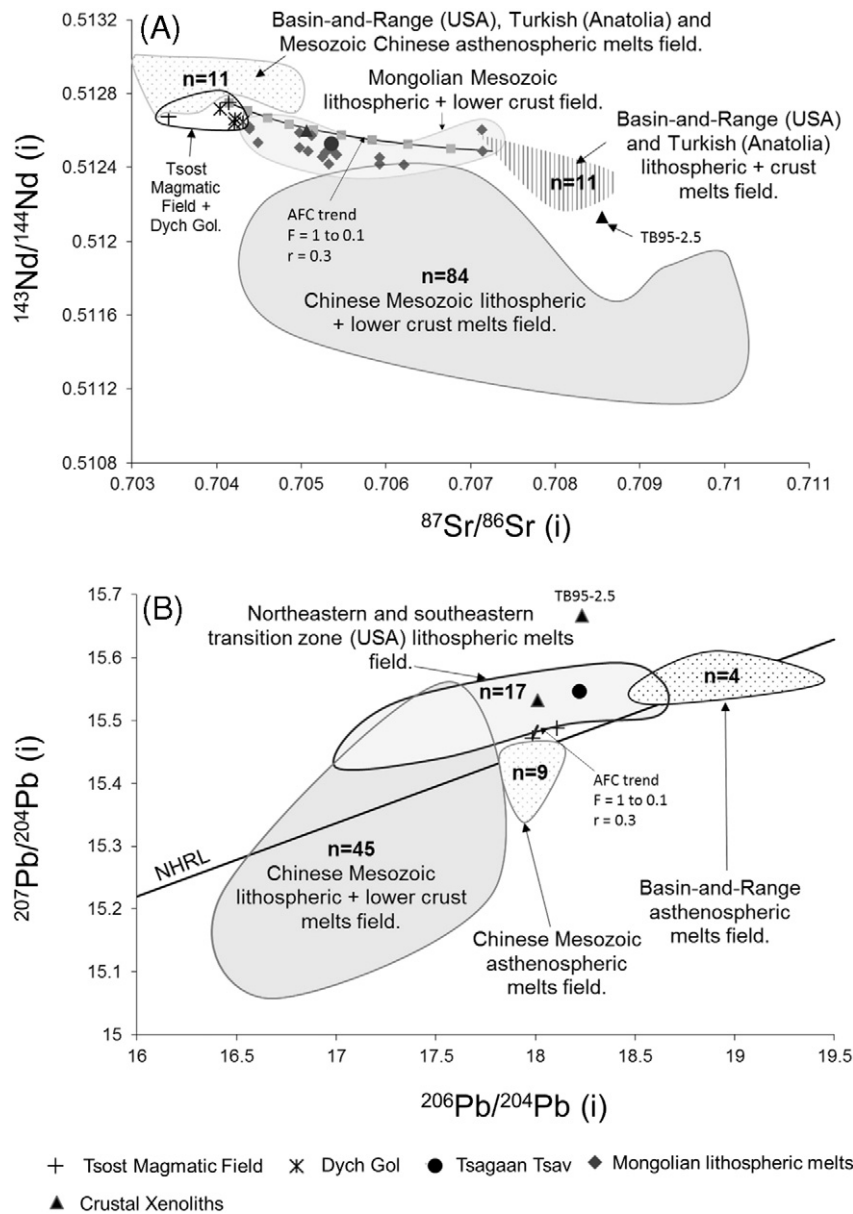 (A)
Basin-and-Range (USA), Turkish (Anatolia) and
Mesozoic Chinese asthenospheric melts field.
n=11
Mongolian Mesozoic
lithospheric + lower crust field.
Basin-and-Range (USA)
and Turkish (Anatolia)
lithospheric + crust
melts field.
n=11
Tsost
Magmatic
Field +
Dych Gol.
AFC trend
F = 1 to 0.1
r = 0.3
TB95-2.5
n=84
Chinese Mesozoic lithospheric
+ lower crust melts field.
0.5132
0.5128
0.5124
0.512
0.5116
0.5112
0.5108
143Nd/144Nd (i)
0.703 0.704 0.705 0.706 0.707 0.708 0.709 0.71 0.711
87Sr/86Sr (i)
(B)
TB95-2.5
Northeastern and southeastern
transition zone (USA) lithospheric melts
field.
n=17
n=4
n=9
AFC trend
F = 1 to 0.1
r = 0.3
NHRL
n=45
Chinese Mesozoic
lithospheric + lower crust
melts field.
Chinese Mesozoic
asthenospheric
melts field.
Basin-and-Range
asthenospheric
melts field.
15.7
15.6
15.5
15.4
15.3
15.2
15.1
15
207Pb/204Pb (i)
16 16.5 17 17.5 18 18.5 19 19.5
206Pb/204Pb (i)
Tsost Magmatic Field Dych Gol Tsagaan Tsav Mongolian lithospheric melts
Crustal Xenoliths